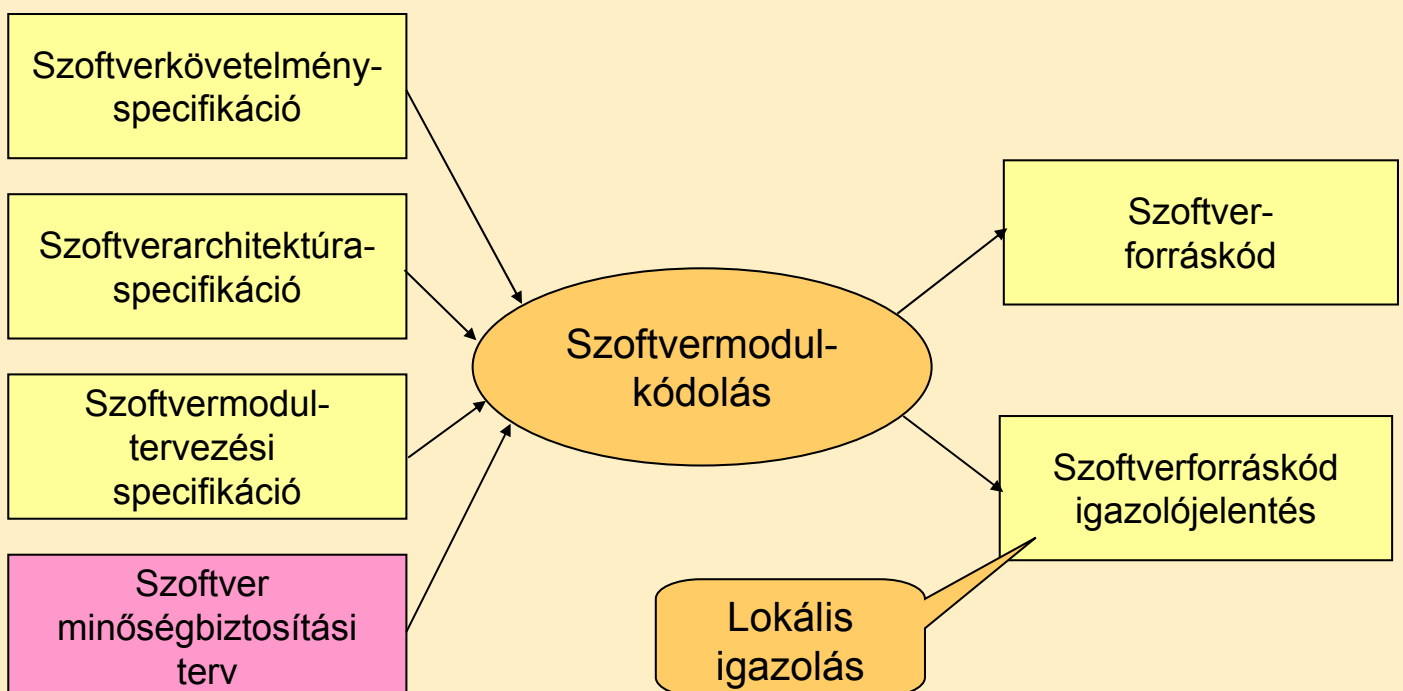 Szoftverkövetelmény-
specifikáció
Szoftverarchitektúra-
specifikáció
Szoftvermodul-
tervezési
specifikáció
Szoftver
minőségbiztosítási
terv
Szoftvermodul-
kódolás
Szoftver-
forráskód
Szoftverforráskód
igazolójelentés
Lokális
igazolás